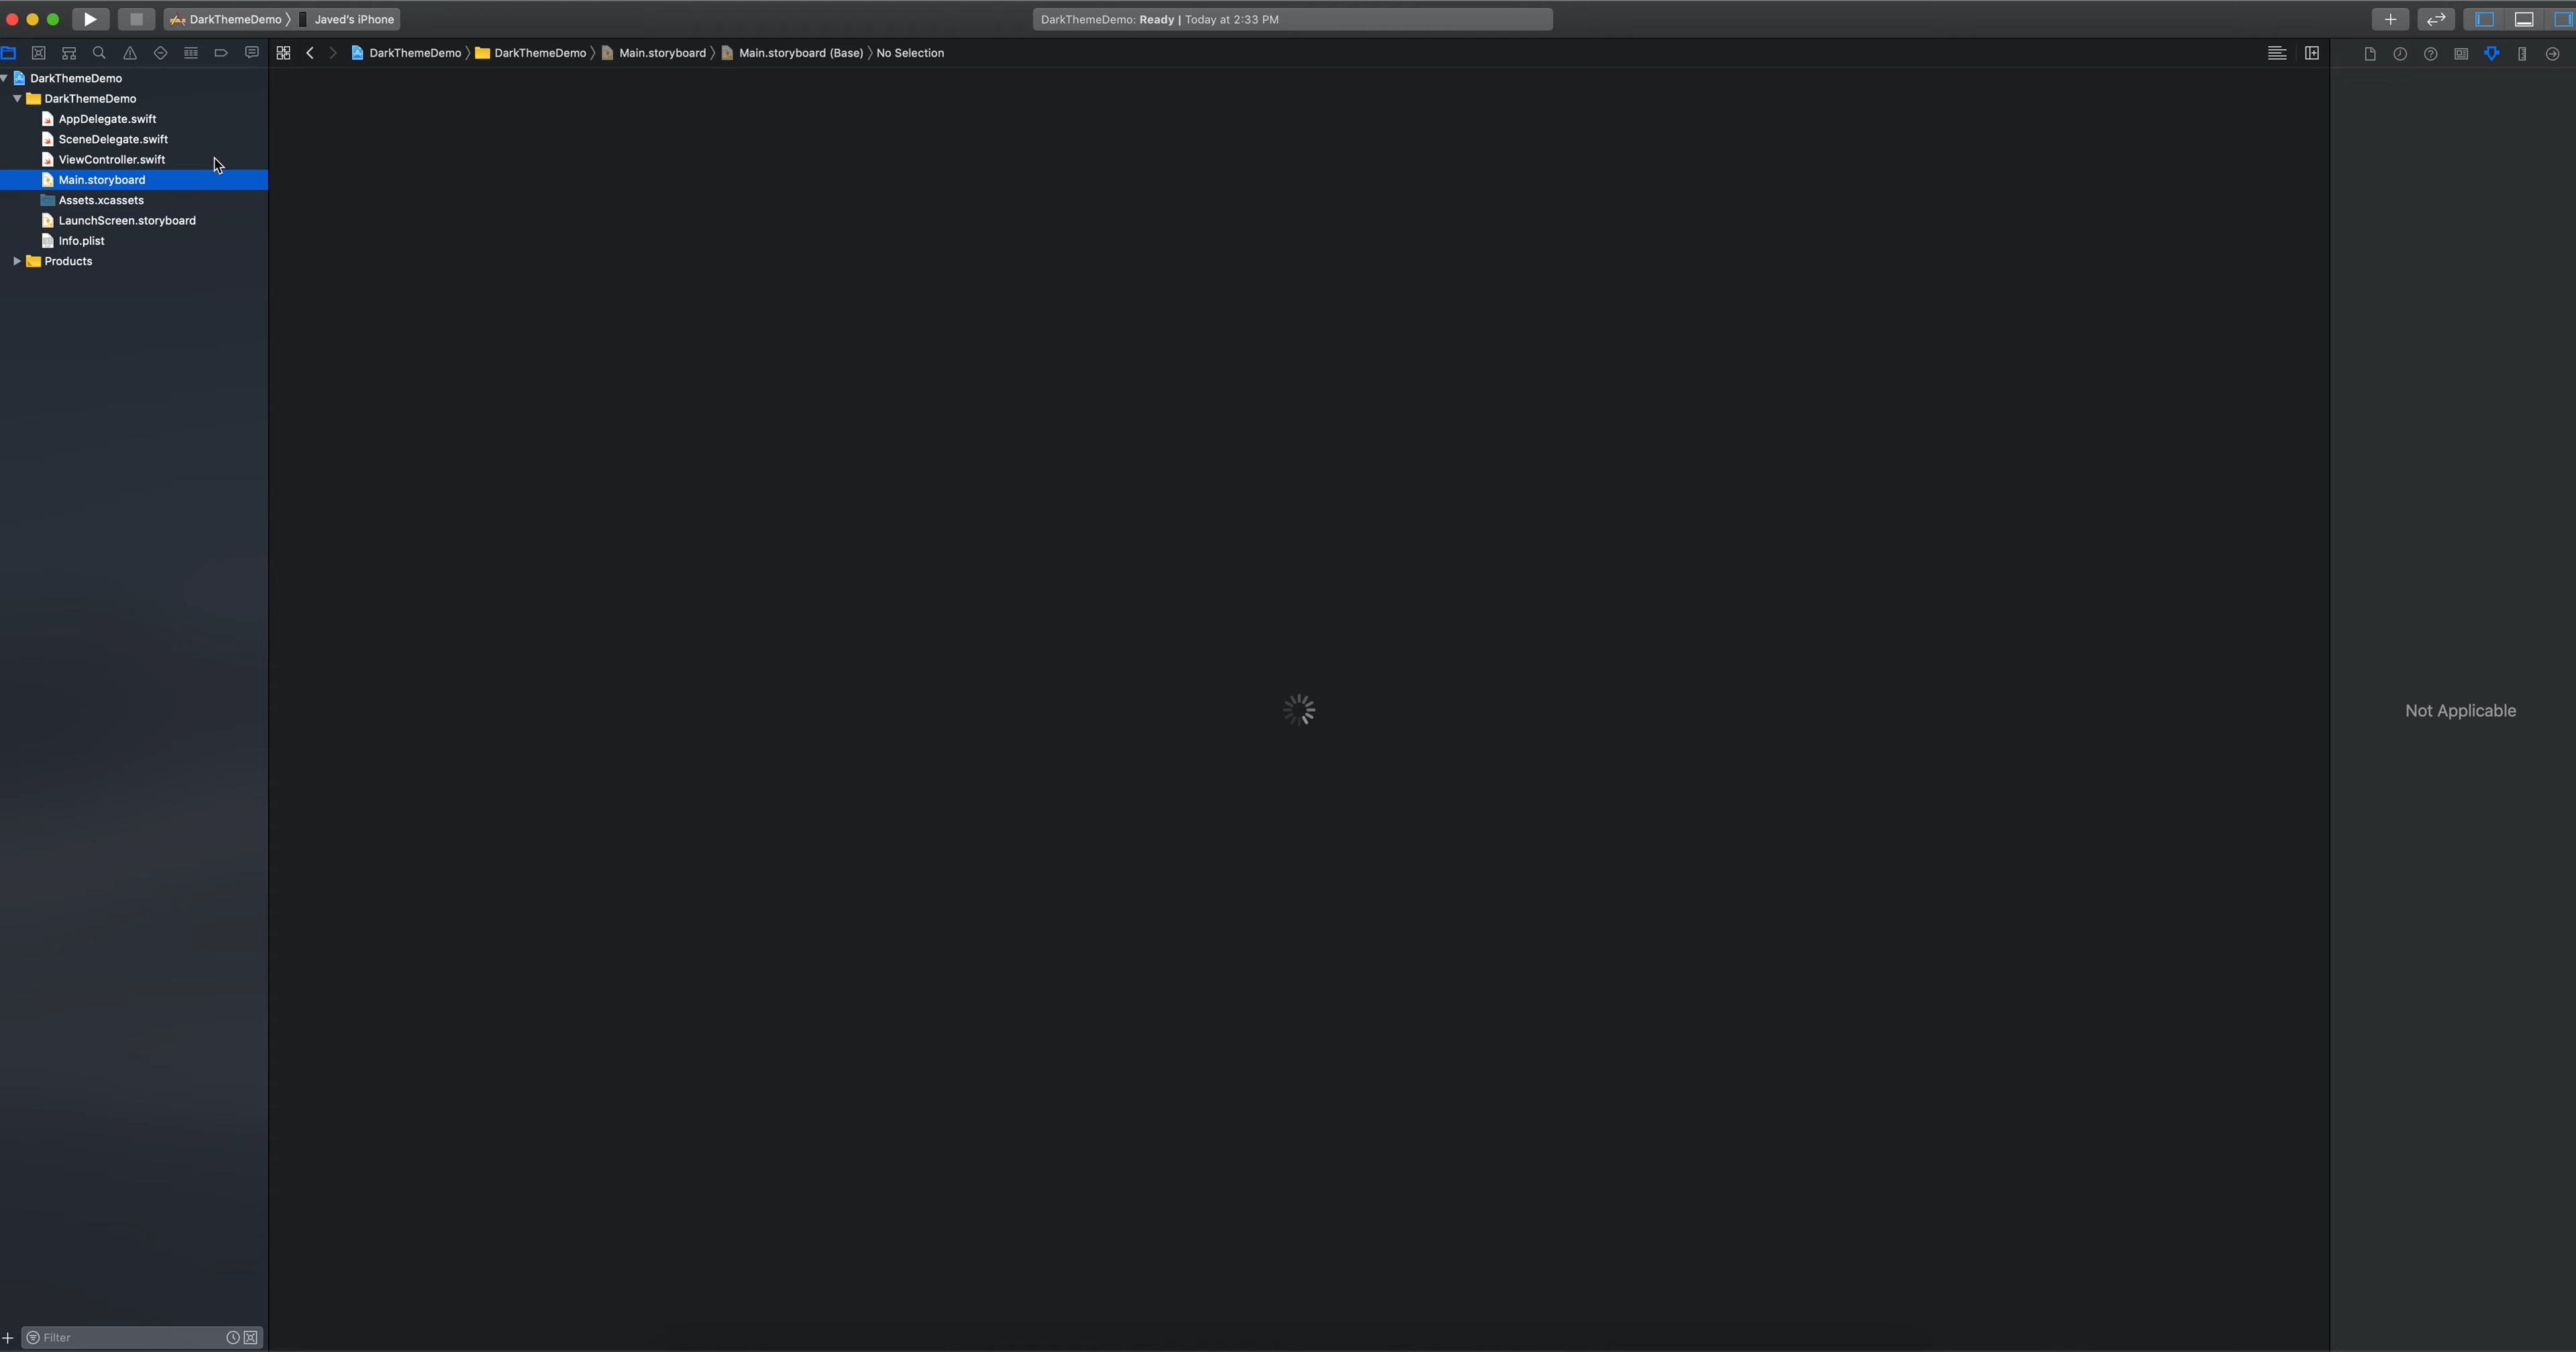 DarkThemeDemo 〉 Javed's iPhone
DarkThemeDemo: Ready | Today at 2:33 PM
DarkThemeDemo 〉 DarkThemeDemo 〉 Main.storyboard 〉 Main.storyboard (Base) 〉 No Selection
DarkThemeDemo
DarkThemeDemo
AppDelegate.swift
SceneDelegate.swift
ViewController.swift
Main.storyboard
Assets.xcassets
LaunchScreen.storyboard
Info.plist
Products
Not Applicable
Filter